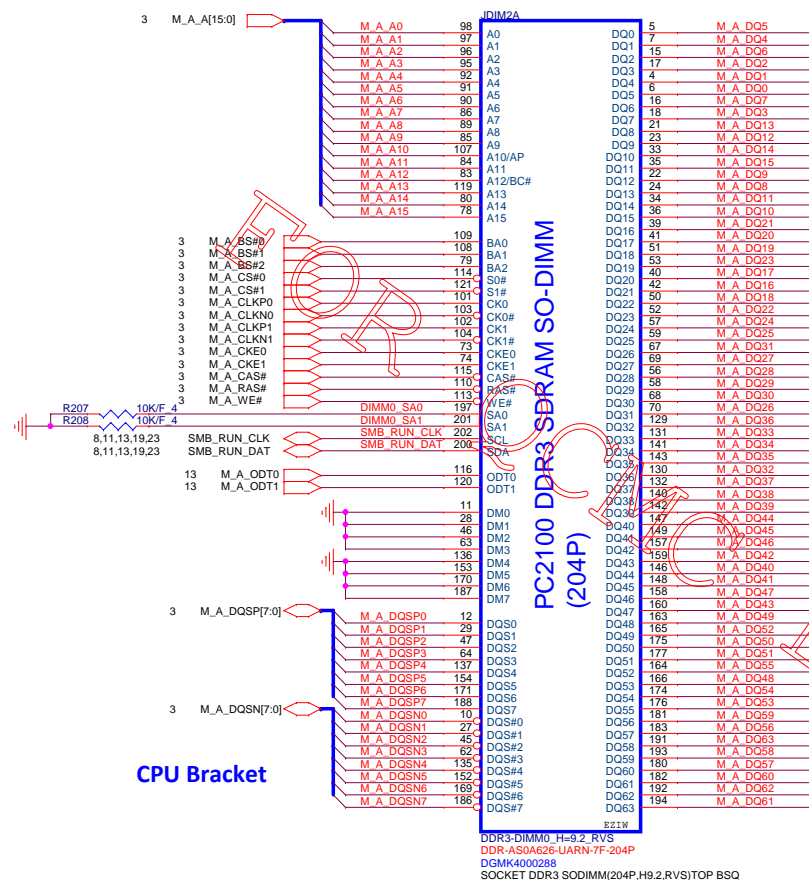 JDIM2A
3 M_A_A[15:0]
M_A_A0 98 A0
M_A_A1 97 A1
M_A_A2 96 A2
M_A_A3 95 A3
M_A_A4 92 A4
M_A_A5 91 A5
M_A_A6 90 A6
M_A_A7 86 A7
M_A_A8 89 A8
M_A_A9 85 A9
M_A_A10 107 A10/AP
M_A_A11 84 A11
M_A_A12 83 A12/BC#
M_A_A13 119 A13
M_A_A14 80 A14
M_A_A15 78 A15
3 M_A_BS#0 109 BA0
3 M_A_BS#1 108 BA1
3 M_A_BS#2 79 BA2
3 M_A_CS#0 114 S0#
3 M_A_CS#1 121 S1#
3 M_A_CLKP0 101 CK0
3 M_A_CLKN0 103 CK0#
3 M_A_CLKP1 102 CK1
3 M_A_CLKN1 104 CK1#
3 M_A_CKE0 73 CKE0
3 M_A_CKE1 74 CKE1
3 M_A_CAS# 115 CAS#
3 M_A_RAS# 110 RAS#
3 M_A_WE# 113 WE#
R207 10K/F_4 DIMM0_SA0 197 SA0
R208 10K/F_4 DIMM0_SA1 201 SA1
8,11,13,19,23 SMB_RUN_CLK SMB_RUN_CLK 202 SCL
8,11,13,19,23 SMB_RUN_DAT SMB_RUN_DAT 200 SDA
13 M_A_ODT0 116 ODT0
13 M_A_ODT1 120 ODT1
11 DM0
28 DM1
46 DM2
63 DM3
136 DM4
153 DM5
170 DM6
187 DM7
3 M_A_DQSP[7:0]
M_A_DQSP0 12 DQS0
M_A_DQSP1 29 DQS1
M_A_DQSP2 47 DQS2
M_A_DQSP3 64 DQS3
M_A_DQSP4 137 DQS4
M_A_DQSP5 154 DQS5
M_A_DQSP6 171 DQS6
M_A_DQSP7 188 DQS7
3 M_A_DQSN[7:0]
M_A_DQSN0 10 DQS#0
M_A_DQSN1 27 DQS#1
M_A_DQSN2 45 DQS#2
M_A_DQSN3 62 DQS#3
M_A_DQSN4 135 DQS#4
M_A_DQSN5 152 DQS#5
M_A_DQSN6 169 DQS#6
M_A_DQSN7 186 DQS#7
CPU Bracket
PC2100 DDR3 SDRAM SO-DIMM
(204P)
DQ0 5 M_A_DQ5
DQ1 7 M_A_DQ4
DQ2 15 M_A_DQ6
DQ3 17 M_A_DQ2
DQ4 4 M_A_DQ1
DQ5 6 M_A_DQ0
DQ6 16 M_A_DQ7
DQ7 18 M_A_DQ3
DQ8 21 M_A_DQ13
DQ9 23 M_A_DQ12
DQ10 33 M_A_DQ14
DQ11 35 M_A_DQ15
DQ12 22 M_A_DQ9
DQ13 24 M_A_DQ8
DQ14 34 M_A_DQ11
DQ15 36 M_A_DQ10
DQ16 39 M_A_DQ21
DQ17 41 M_A_DQ20
DQ18 51 M_A_DQ19
DQ19 53 M_A_DQ23
DQ20 40 M_A_DQ17
DQ21 42 M_A_DQ16
DQ22 50 M_A_DQ18
DQ23 52 M_A_DQ22
DQ24 57 M_A_DQ24
DQ25 59 M_A_DQ25
DQ26 67 M_A_DQ31
DQ27 69 M_A_DQ27
DQ28 56 M_A_DQ28
DQ29 58 M_A_DQ29
DQ30 68 M_A_DQ30
DQ31 70 M_A_DQ26
DQ32 129 M_A_DQ36
DQ33 131 M_A_DQ33
DQ34 141 M_A_DQ34
DQ35 143 M_A_DQ35
DQ36 130 M_A_DQ32
DQ37 132 M_A_DQ37
DQ38 140 M_A_DQ38
DQ39 142 M_A_DQ39
DQ40 147 M_A_DQ44
DQ41 149 M_A_DQ45
DQ42 157 M_A_DQ46
DQ43 159 M_A_DQ42
DQ44 146 M_A_DQ40
DQ45 148 M_A_DQ41
DQ46 158 M_A_DQ47
DQ47 160 M_A_DQ43
DQ48 163 M_A_DQ49
DQ49 165 M_A_DQ52
DQ50 175 M_A_DQ50
DQ51 177 M_A_DQ51
DQ52 164 M_A_DQ55
DQ53 166 M_A_DQ48
DQ54 174 M_A_DQ54
DQ55 176 M_A_DQ53
DQ56 181 M_A_DQ59
DQ57 183 M_A_DQ56
DQ58 191 M_A_DQ63
DQ59 193 M_A_DQ58
DQ60 180 M_A_DQ57
DQ61 182 M_A_DQ60
DQ62 192 M_A_DQ62
DQ63 194 M_A_DQ61
EZIW
DDR3-DIMM0_H=9.2_RVS
DDR-AS0A626-UARN-7F-204P
DGMK4000288
SOCKET DDR3 SODIMM(204P,H9.2,RVS)TOP BSQ
FOR